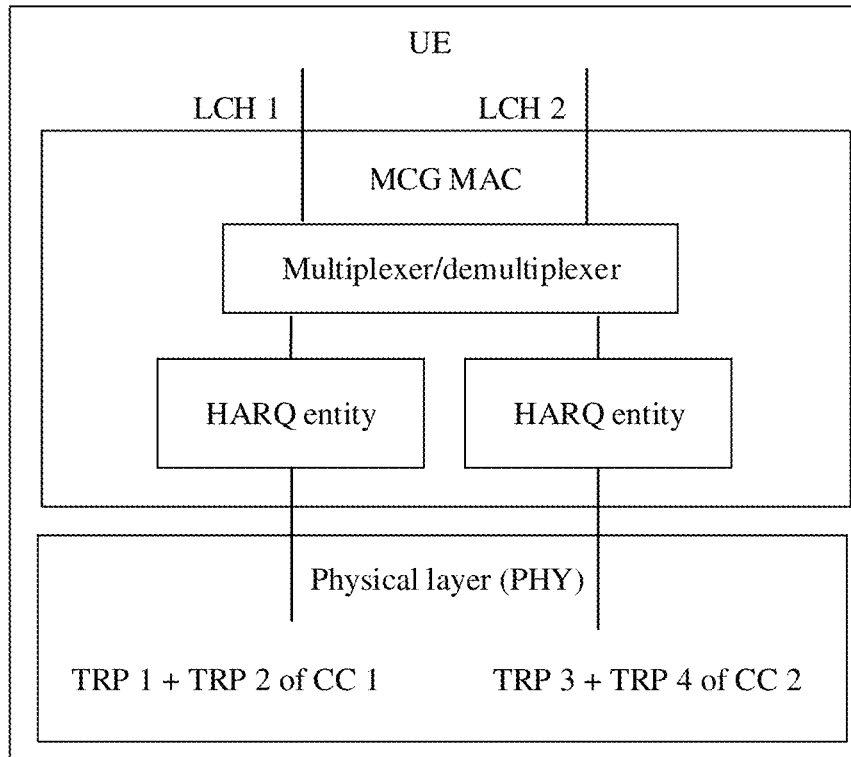 UE
LCH 1
LCH 2
MCG MAC
Multiplexer/demultiplexer
HARQ entity
HARQ entity
Physical layer (PHY)
TRP 1 + TRP 2 of CC 1
TRP 3 + TRP 4 of CC 2